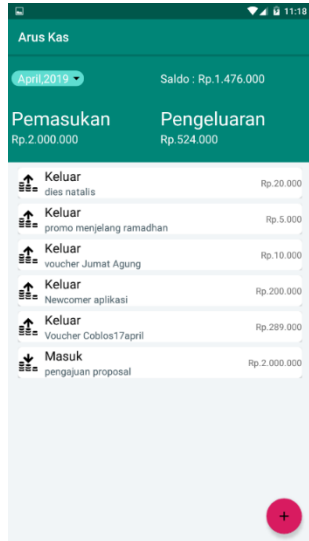 11:18
Arus Kas
April,2019
Saldo : Rp.1.476.000
Pemasukan
Rp.2.000.000
Pengeluaran
Rp.524.000
Keluar
dies natalis
Rp.20.000
Keluar
promo menjelang ramadhan
Rp.5.000
Keluar
voucher Jumat Agung
Rp.10.000
Keluar
Newcomer aplikasi
Rp.200.000
Keluar
Voucher Coblos17april
Rp.289.000
Masuk
pengajuan proposal
Rp.2.000.000
+